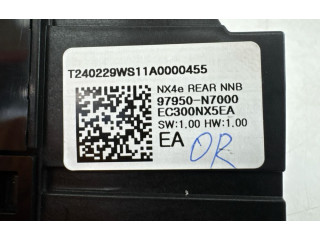 T240229WS11A0000455
NX4e REAR NNB
97950-N7000
EC300NX5EA
SW:1.00 HW:1.00
EA
OR